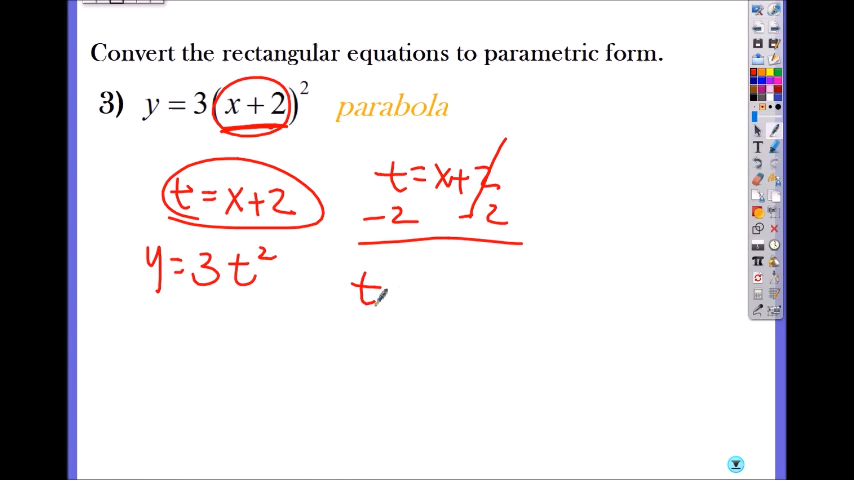 Convert the rectangular equations to parametric form.
3) y = 3(x + 2)² parabola
t = x+2
y = 3t²
t = x+2
-2 -2
t